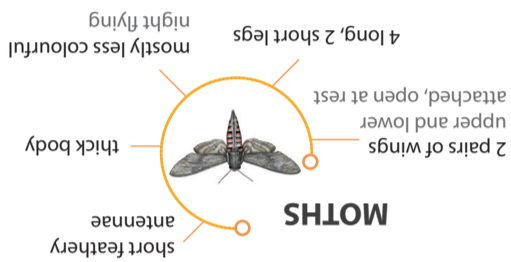 MOTHS
short feathery
antennae
thick body
mostly less colourful
night flying
4 long, 2 short legs
2 pairs of wings of
upper and lower
attached, open at rest